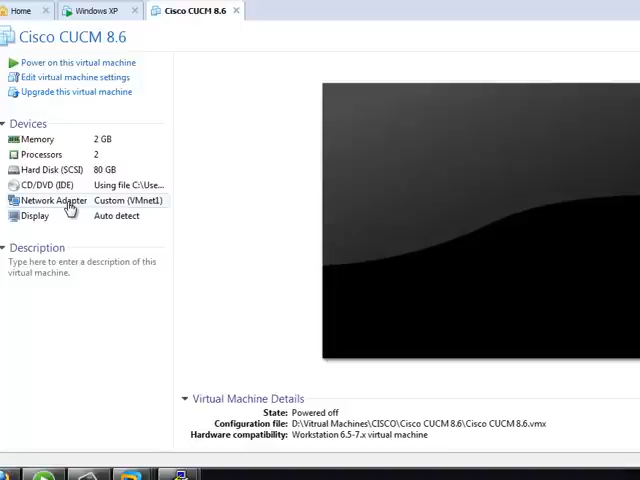 Home
Windows XP
Cisco CUCM 8.6
Cisco CUCM 8.6
Power on this virtual machine
Edit virtual machine settings
Upgrade this virtual machine
Devices
Memory 2 GB
Processors 2
Hard Disk (SCSI) 80 GB
CD/DVD (IDE) Using file C:\Use...
Network Adapter Custom (VMnet1)
Display Auto detect
Description
Type here to enter a description of this
virtual machine.
Virtual Machine Details
State: Powered off
Configuration file: D:\Vitrual Machines\CISCO\Cisco CUCM 8.6\Cisco CUCM 8.6.vmx
Hardware compatibility: Workstation 6.5-7.x virtual machine